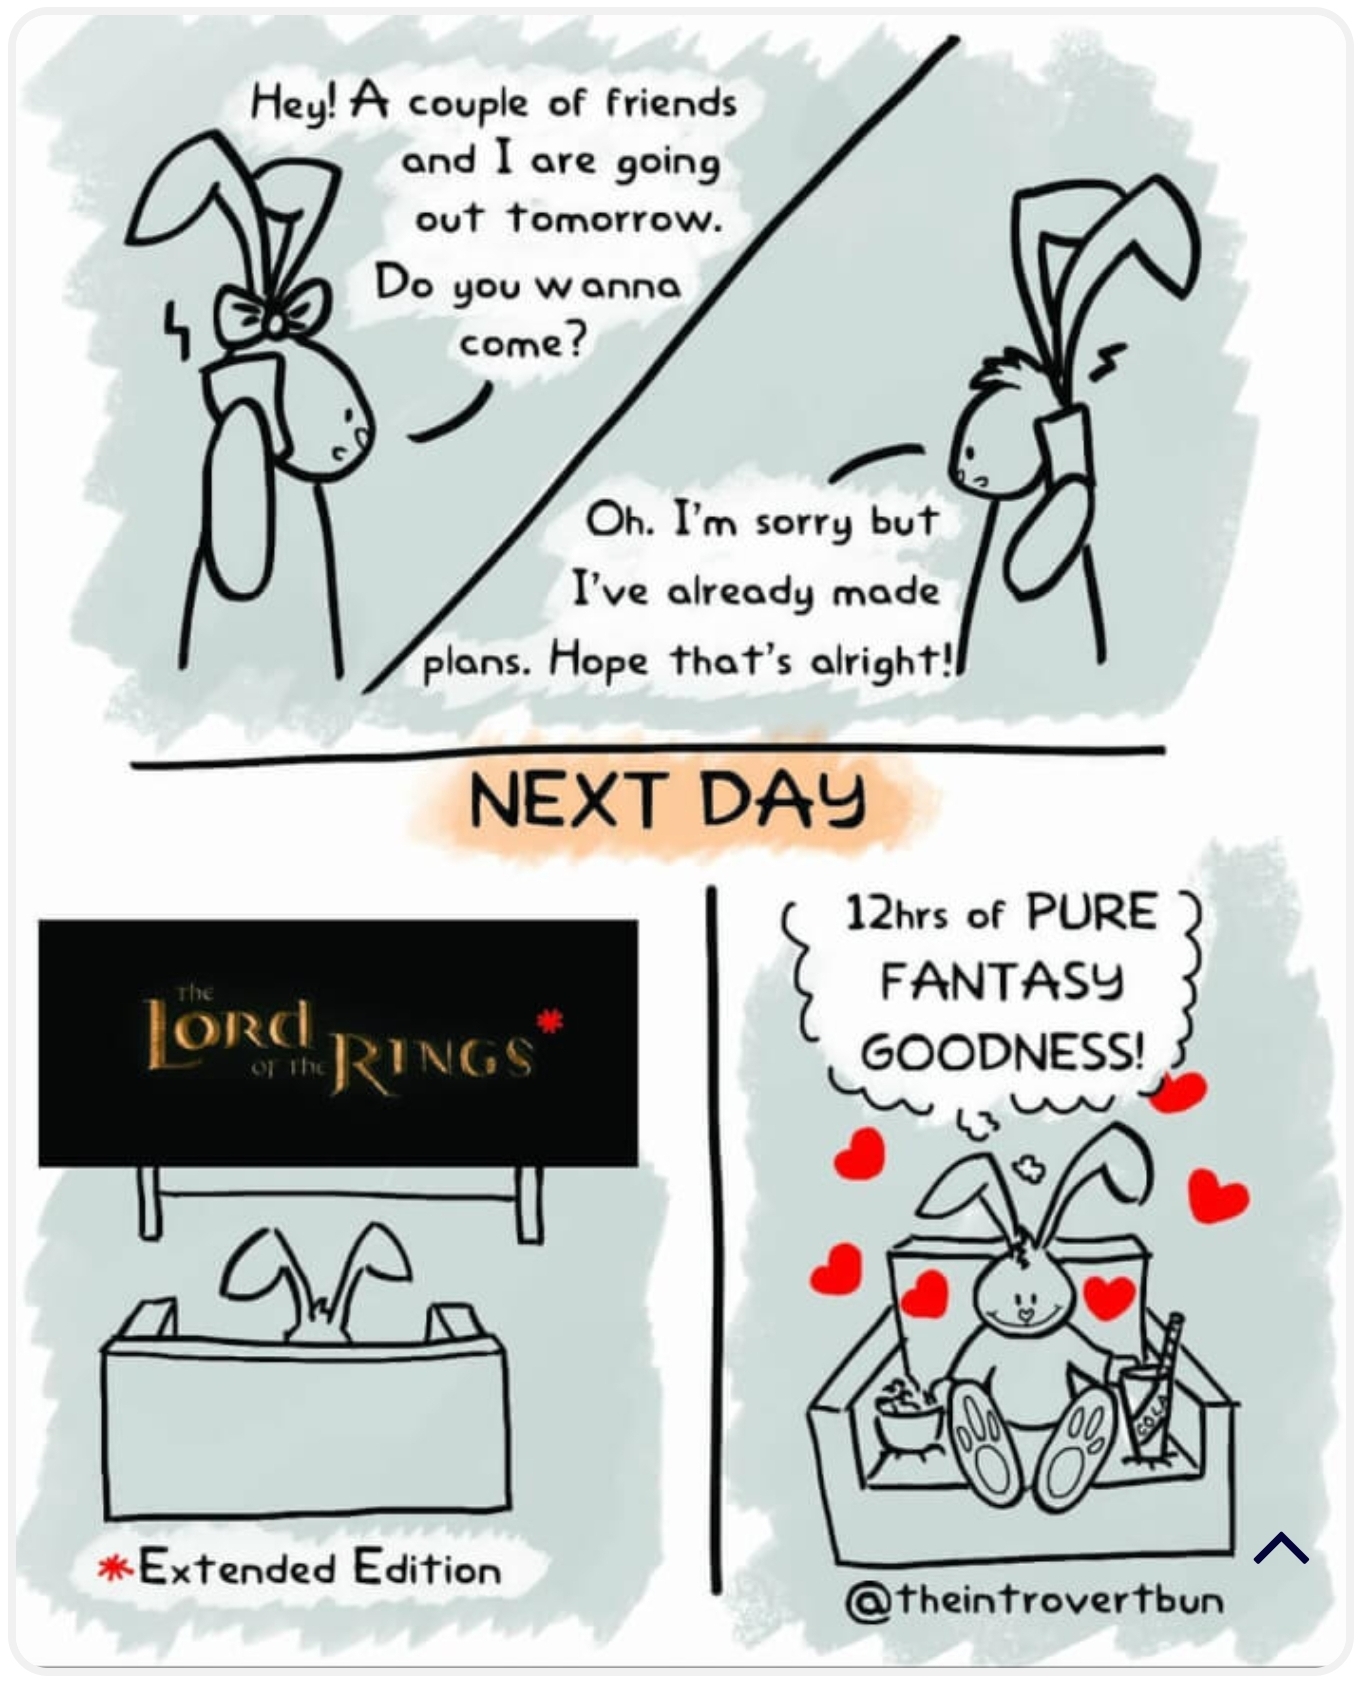 Hey! A couple of friends
and I are going
out tomorrow.
Do you wanna
come?
Oh. I'm sorry but
I've already made
plans. Hope that's alright!
NEXT DAY
The
LORD
OF THE RINGS*
*Extended Edition
12hrs of PURE
FANTASY
GOODNESS!
COLA
@theintrovertbun